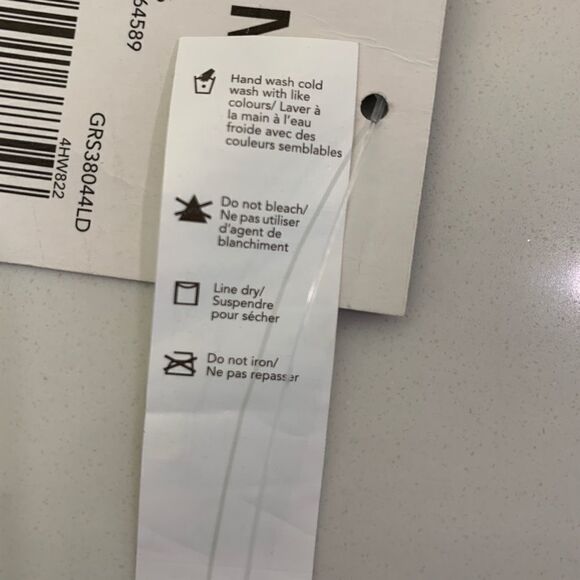 Hand wash cold
wash with like
colours/ Laver à
la main à l'eau
froide avec des
couleurs semblables
Do not bleach/
Ne pas utiliser
d'agent de
blanchiment
Line dry/
Suspendre
pour sécher
Do not iron/
Ne pas repasser
64589
GRS38044LD
4HW822